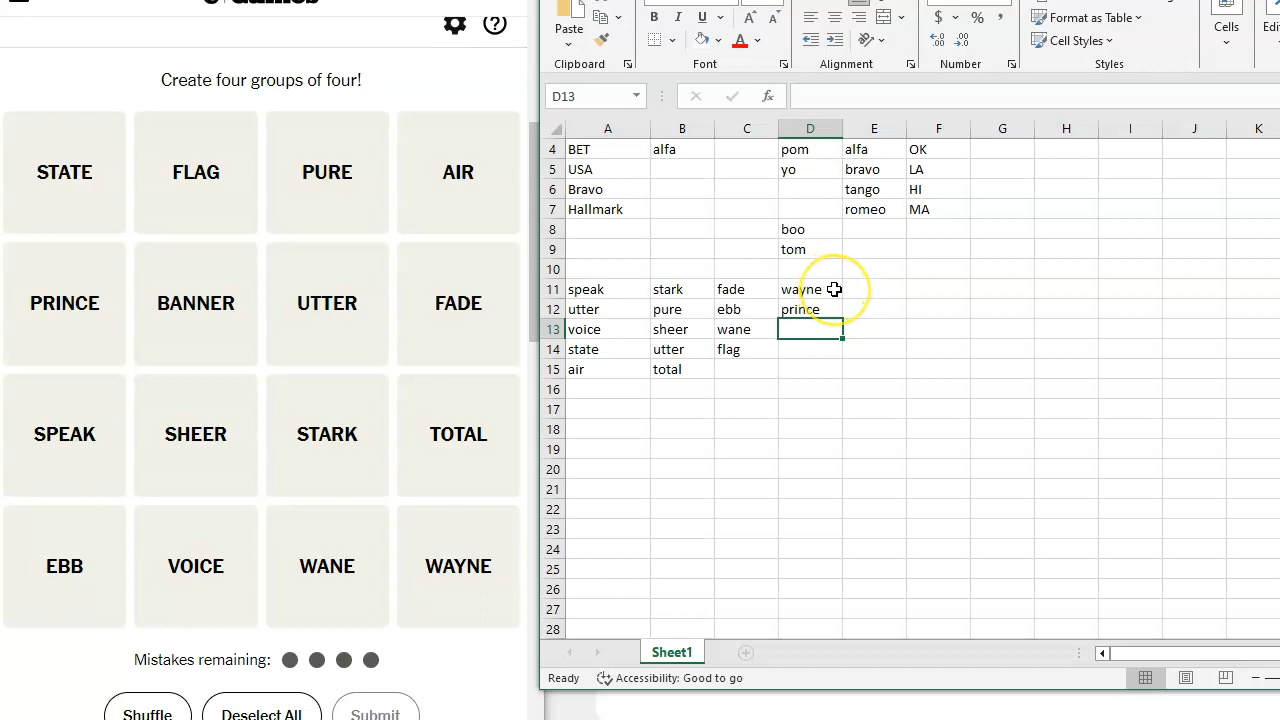 Create four groups of four!
STATE FLAG PURE AIR
PRINCE BANNER UTTER FADE
SPEAK SHEER STARK TOTAL
EBB VOICE WANE WAYNE
Mistakes remaining:
Shuffle Deselect All Submit
Paste B I U A A A $ % , Format as Table Cells
Cell Styles
Clipboard Font Alignment Number Styles
D13 fx
A B C D E F G H I J K
4 BET alfa pom alfa OK
5 USA yo bravo LA
6 Bravo tango HI
7 Hallmark romeo MA
8 boo
9 tom
10
11 speak stark fade wayne
12 utter pure ebb prince
13 voice sheer wane
14 state utter flag
15 air total
16
17
18
19
20
21
22
23
24
25
26
27
28
Sheet1
Ready Accessibility: Good to go